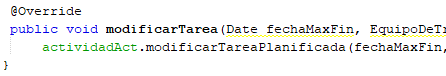 @Override
public void modificarTarea(Date fechaMaxFin, EquipoDeTr
actividadAct.modificarTareaPlanificada(fechaMaxFin,
}